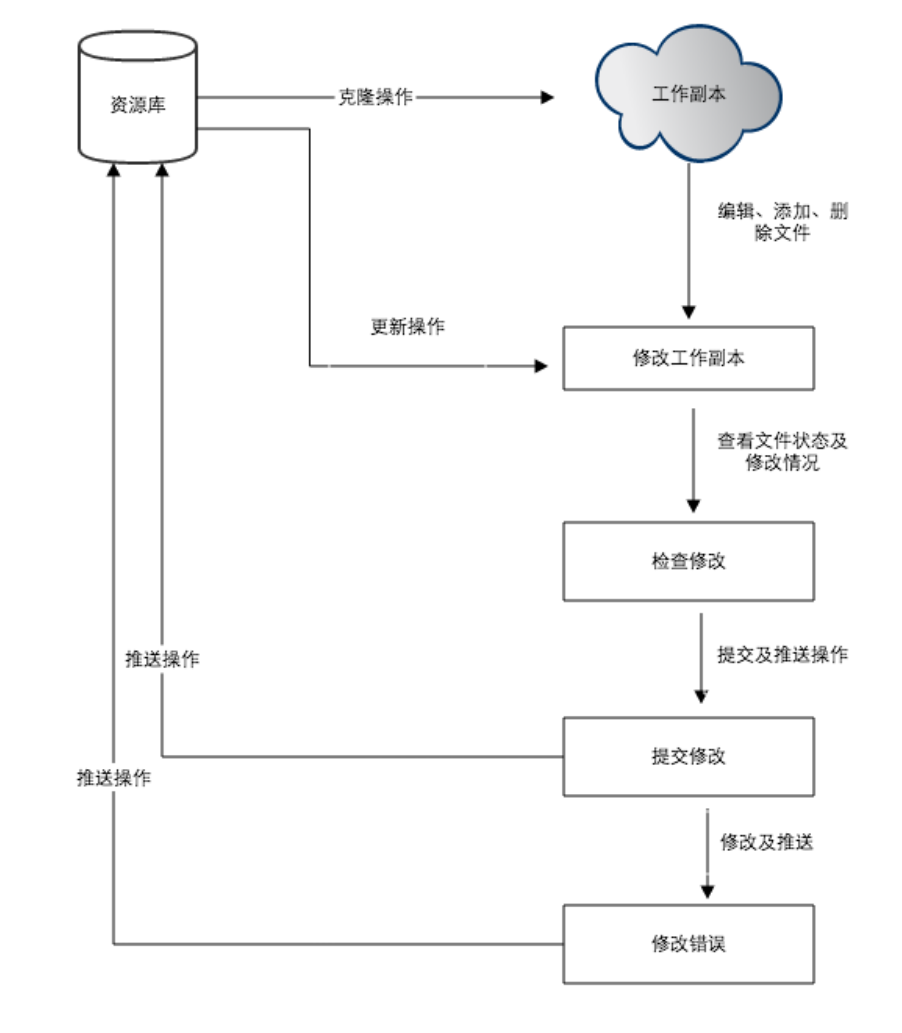 资源库
克隆操作
工作副本
编辑、添加、删
除文件
更新操作
修改工作副本
查看文件状态及
修改情况
检查修改
推送操作
提交及推送操作
提交修改
推送操作
修改及推送
修改错误